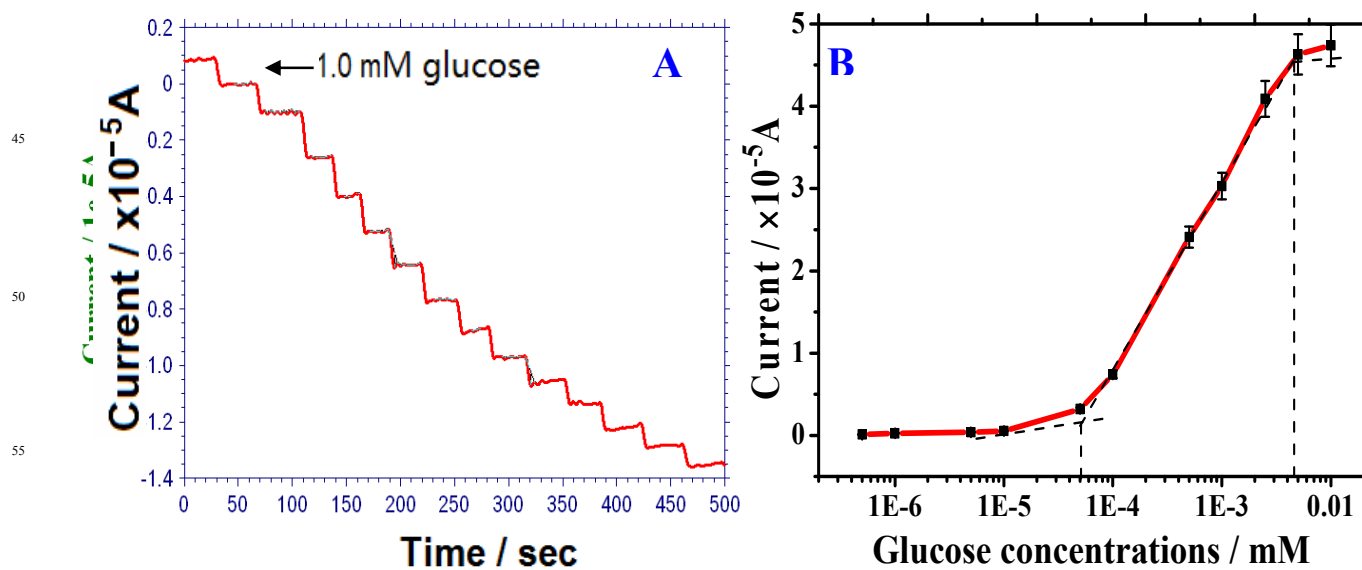 A
1.0 mM glucose
0.2
0
0.2
0.4
0.6
0.8
1.0
1.2
-1.4
0 50 100 150 200 250 300 350 400 450 500
Current / x10⁻⁵A
Time / sec
45
50
55
B
5
4
3
2
1
0
1E-6 1E-5 1E-4 1E-3 0.01
Current / ×10⁻⁵A
Glucose concentrations / mM